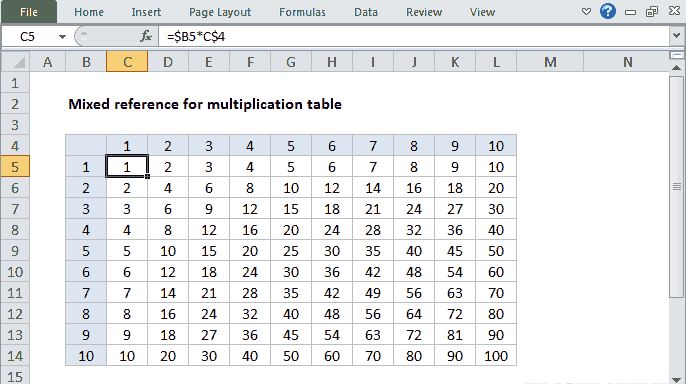 File Home Insert Page Layout Formulas Data Review View ?
C5 fx =$B5*C$4
A B C D E F G H I J K L M N
1
2 Mixed reference for multiplication table
3
4 1 2 3 4 5 6 7 8 9 10
5 1 1 2 3 4 5 6 7 8 9 10
6 2 2 4 6 8 10 12 14 16 18 20
7 3 3 6 9 12 15 18 21 24 27 30
8 4 4 8 12 16 20 24 28 32 36 40
9 5 5 10 15 20 25 30 35 40 45 50
10 6 6 12 18 24 30 36 42 48 54 60
11 7 7 14 21 28 35 42 49 56 63 70
12 8 8 16 24 32 40 48 56 64 72 80
13 9 9 18 27 36 45 54 63 72 81 90
14 10 10 20 30 40 50 60 70 80 90 100
15